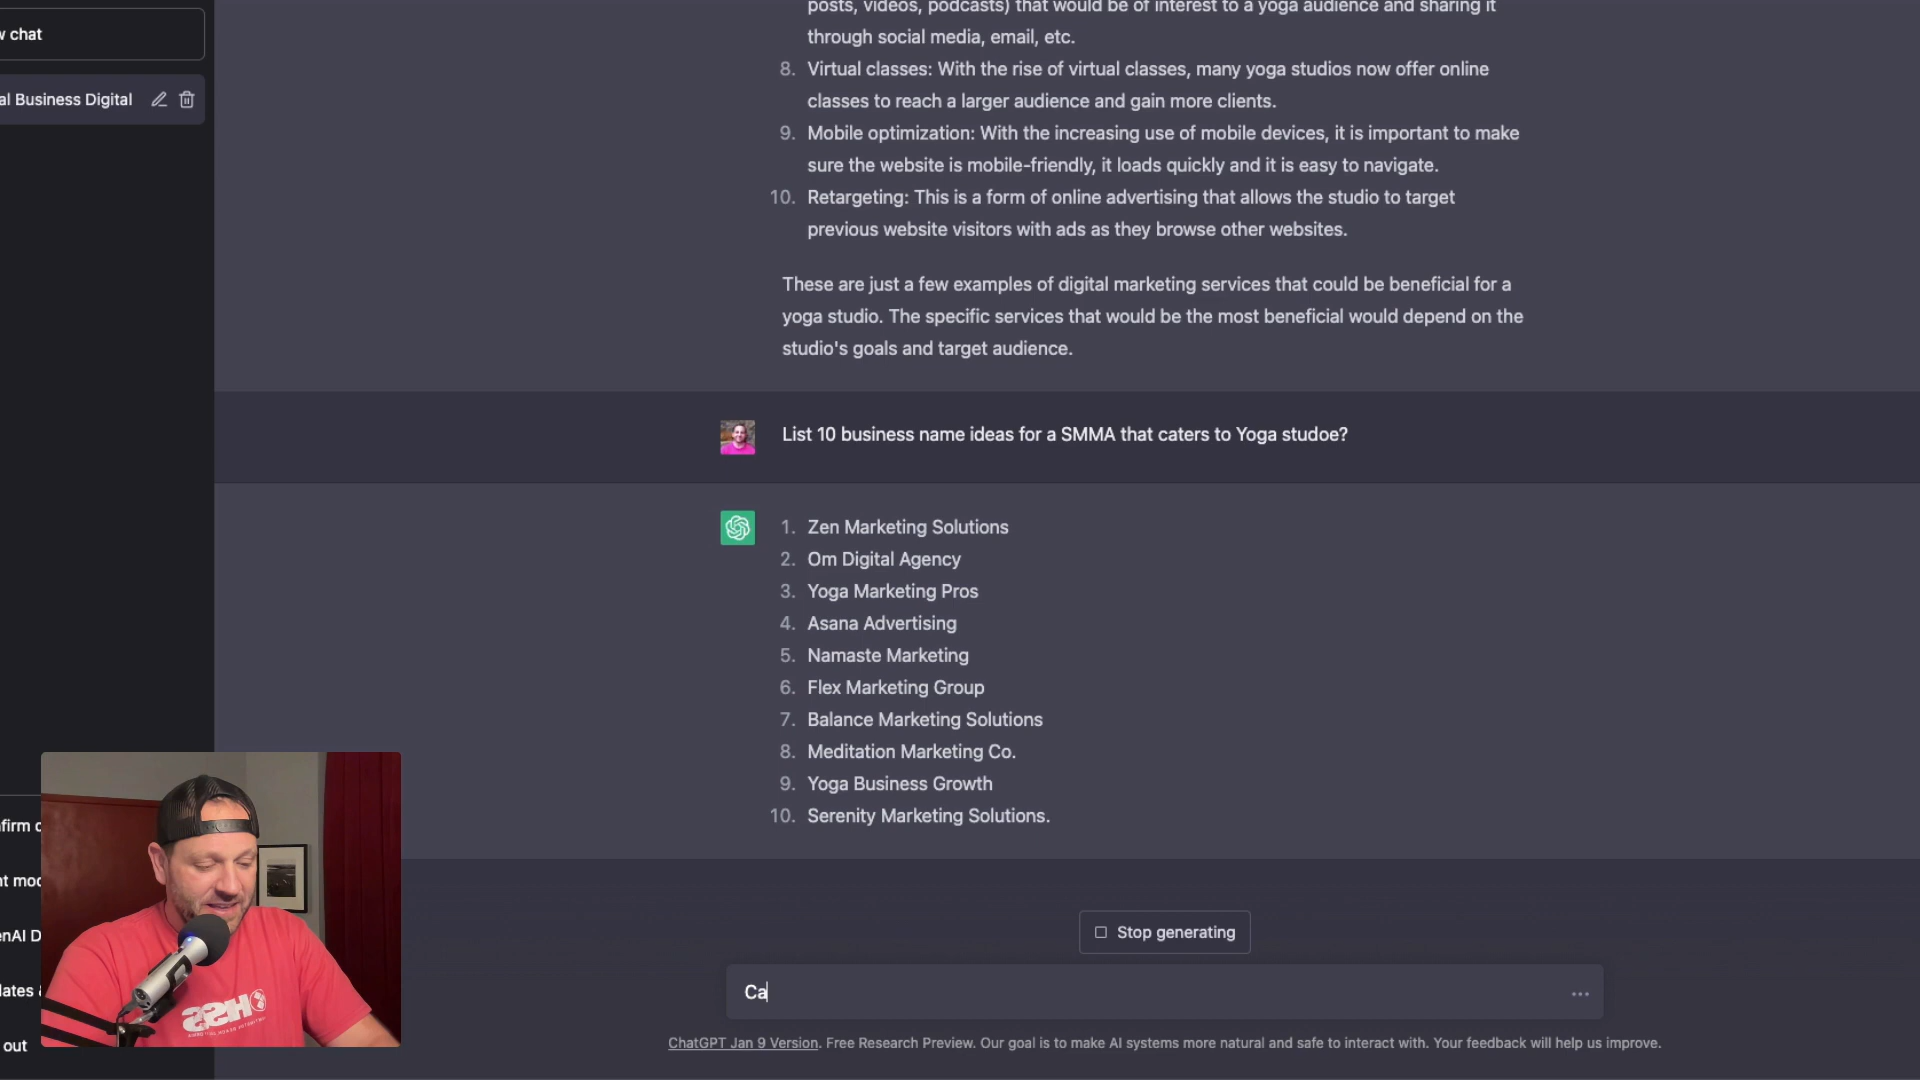 w chat
al Business Digital
posts, videos, podcasts) that would be of interest to a yoga audience and sharing it
through social media, email, etc.
8. Virtual classes: With the rise of virtual classes, many yoga studios now offer online
classes to reach a larger audience and gain more clients.
9. Mobile optimization: With the increasing use of mobile devices, it is important to make
sure the website is mobile-friendly, it loads quickly and it is easy to navigate.
10. Retargeting: This is a form of online advertising that allows the studio to target
previous website visitors with ads as they browse other websites.
These are just a few examples of digital marketing services that could be beneficial for a
yoga studio. The specific services that would be the most beneficial would depend on the
studio's goals and target audience.
List 10 business name ideas for a SMMA that caters to Yoga studoe?
1. Zen Marketing Solutions
2. Om Digital Agency
3. Yoga Marketing Pros
4. Asana Advertising
5. Namaste Marketing
6. Flex Marketing Group
7. Balance Marketing Solutions
8. Meditation Marketing Co.
9. Yoga Business Growth
10. Serenity Marketing Solutions.
nfirm c
ht mod
enAI D
dates &
out
HSS
Stop generating
Ca
ChatGPT Jan 9 Version. Free Research Preview. Our goal is to make AI systems more natural and safe to interact with. Your feedback will help us improve.